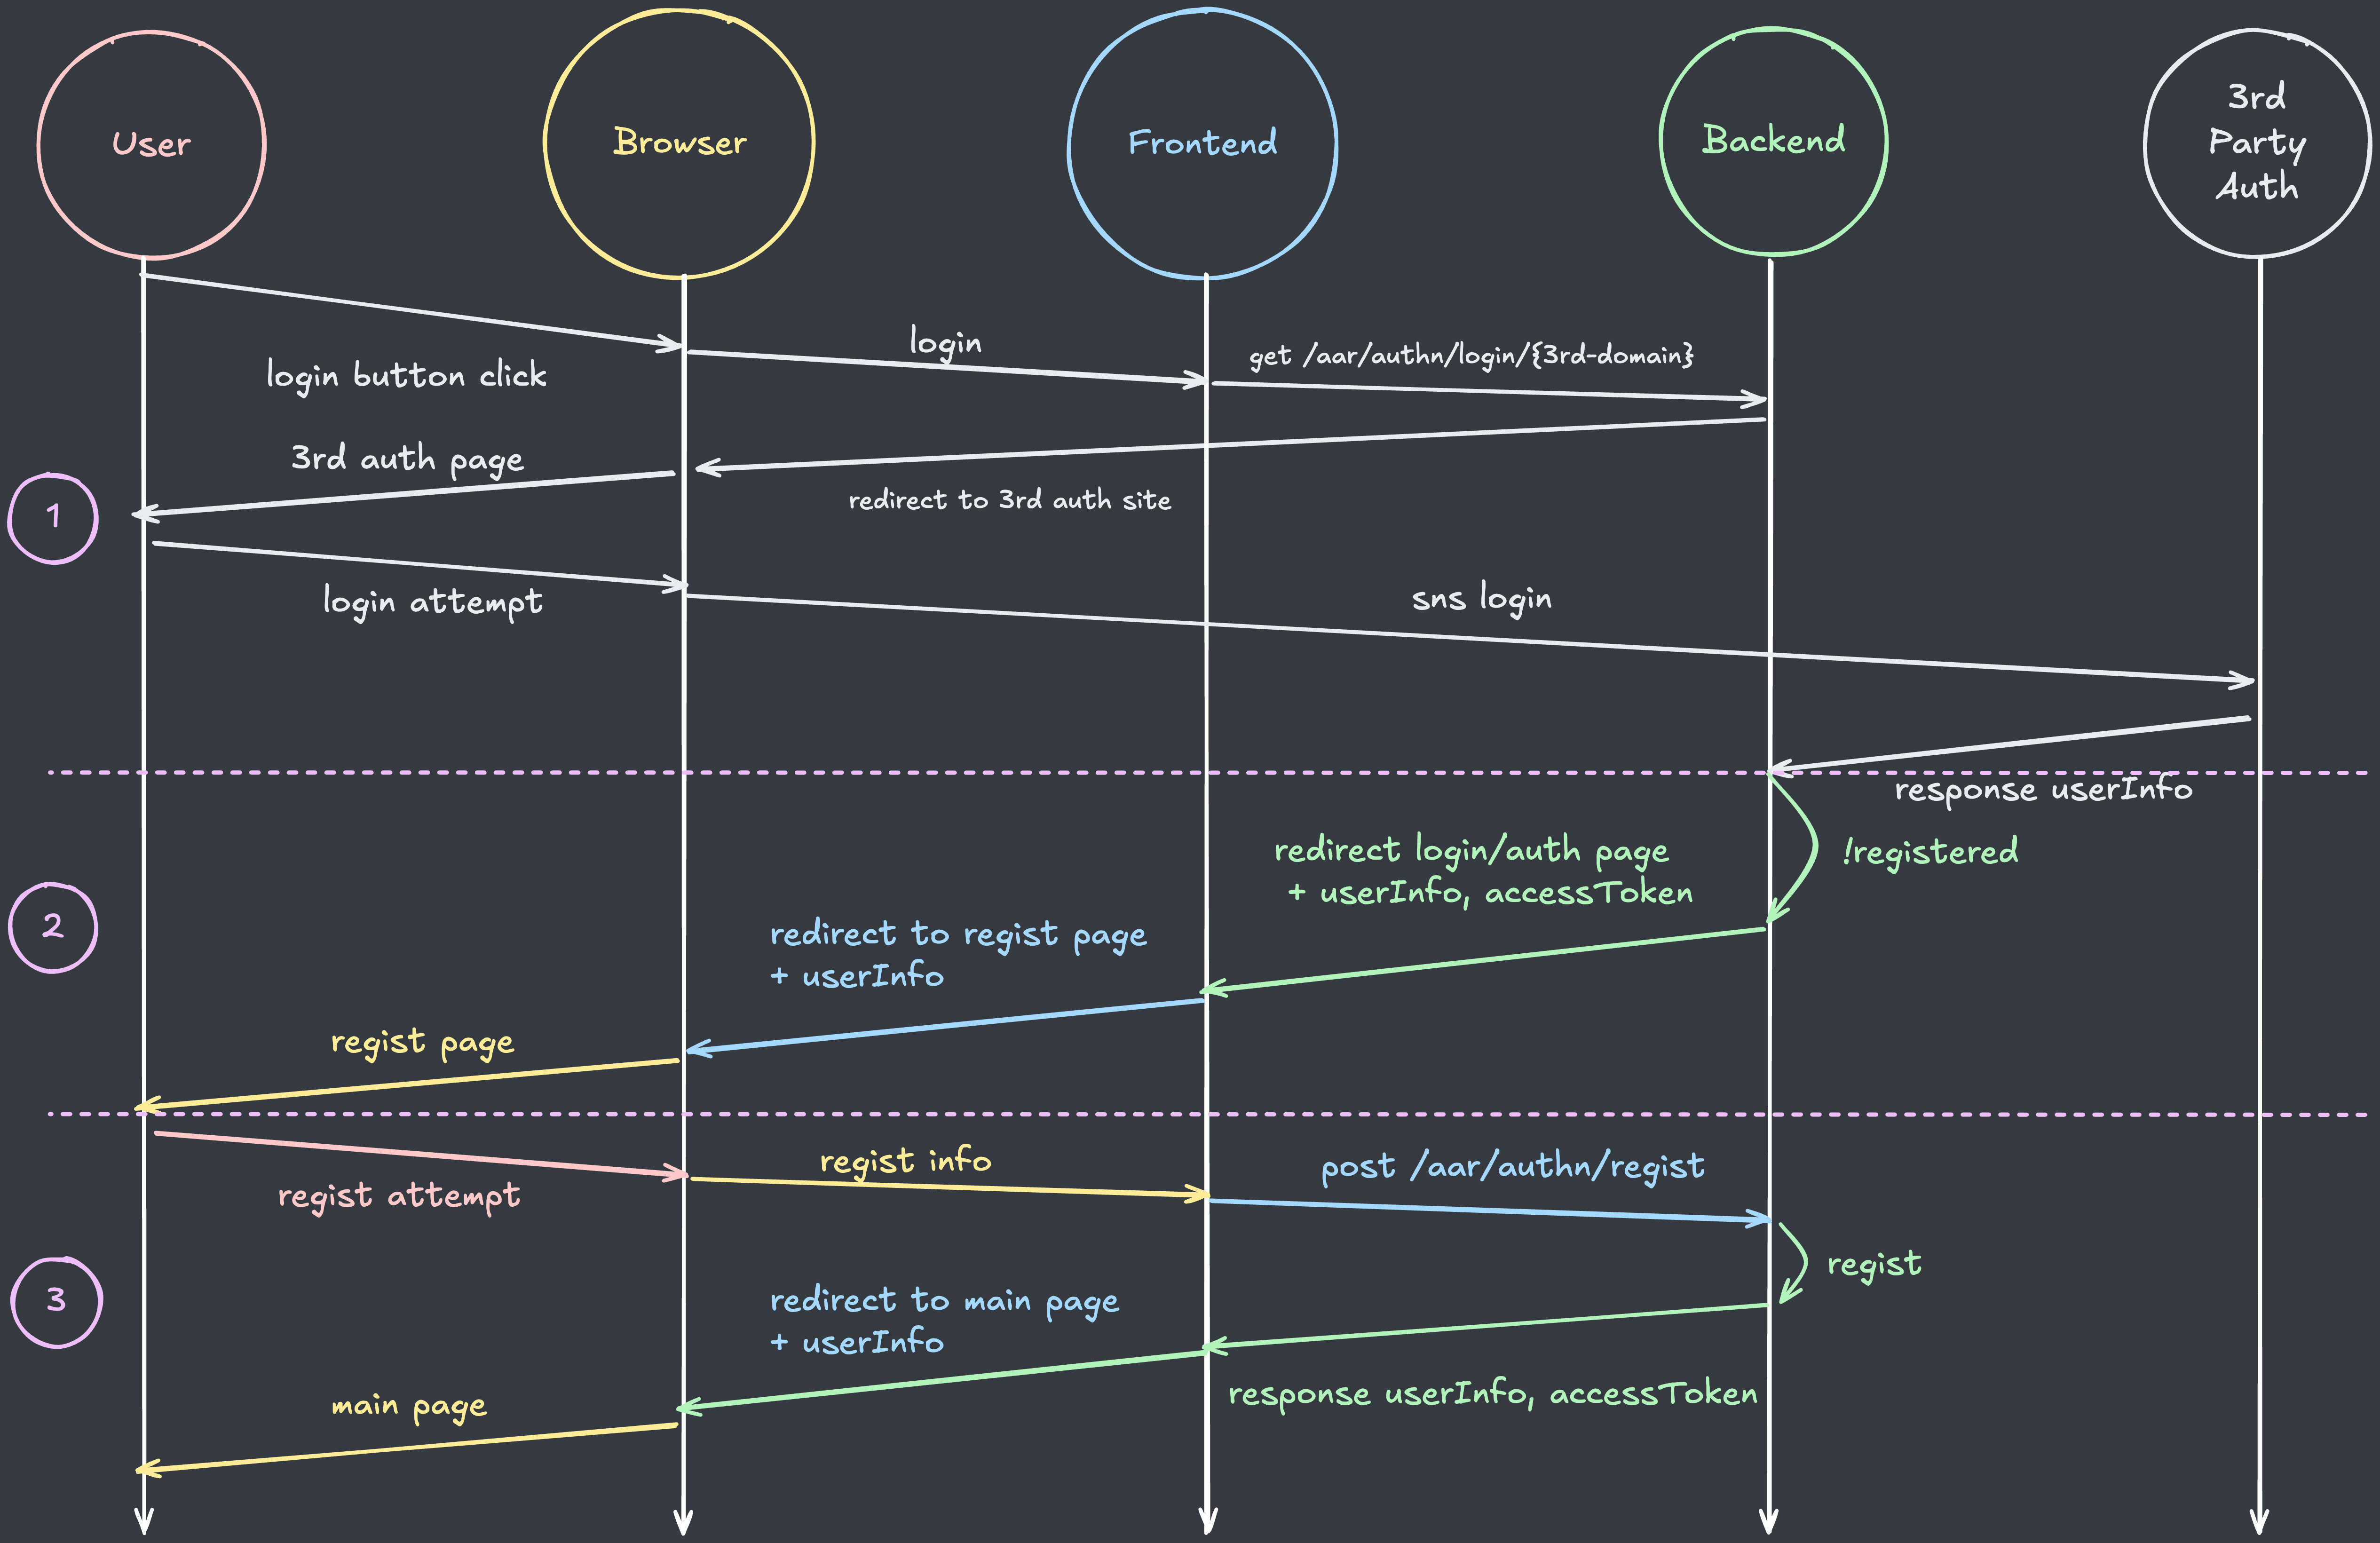 User
Browser
Frontend
Backend
3rd
Party
Auth
login button click
login
get /aar/authn/login/{3rd-domain}
3rd auth page
redirect to 3rd auth site
1
login attempt
sns login
response userInfo
!registered
redirect login/auth page
+ userInfo, accessToken
2
redirect to regist page
+ userInfo
regist page
regist attempt
regist info
post /aar/authn/regist
regist
3
redirect to main page
+ userInfo
response userInfo, accessToken
main page